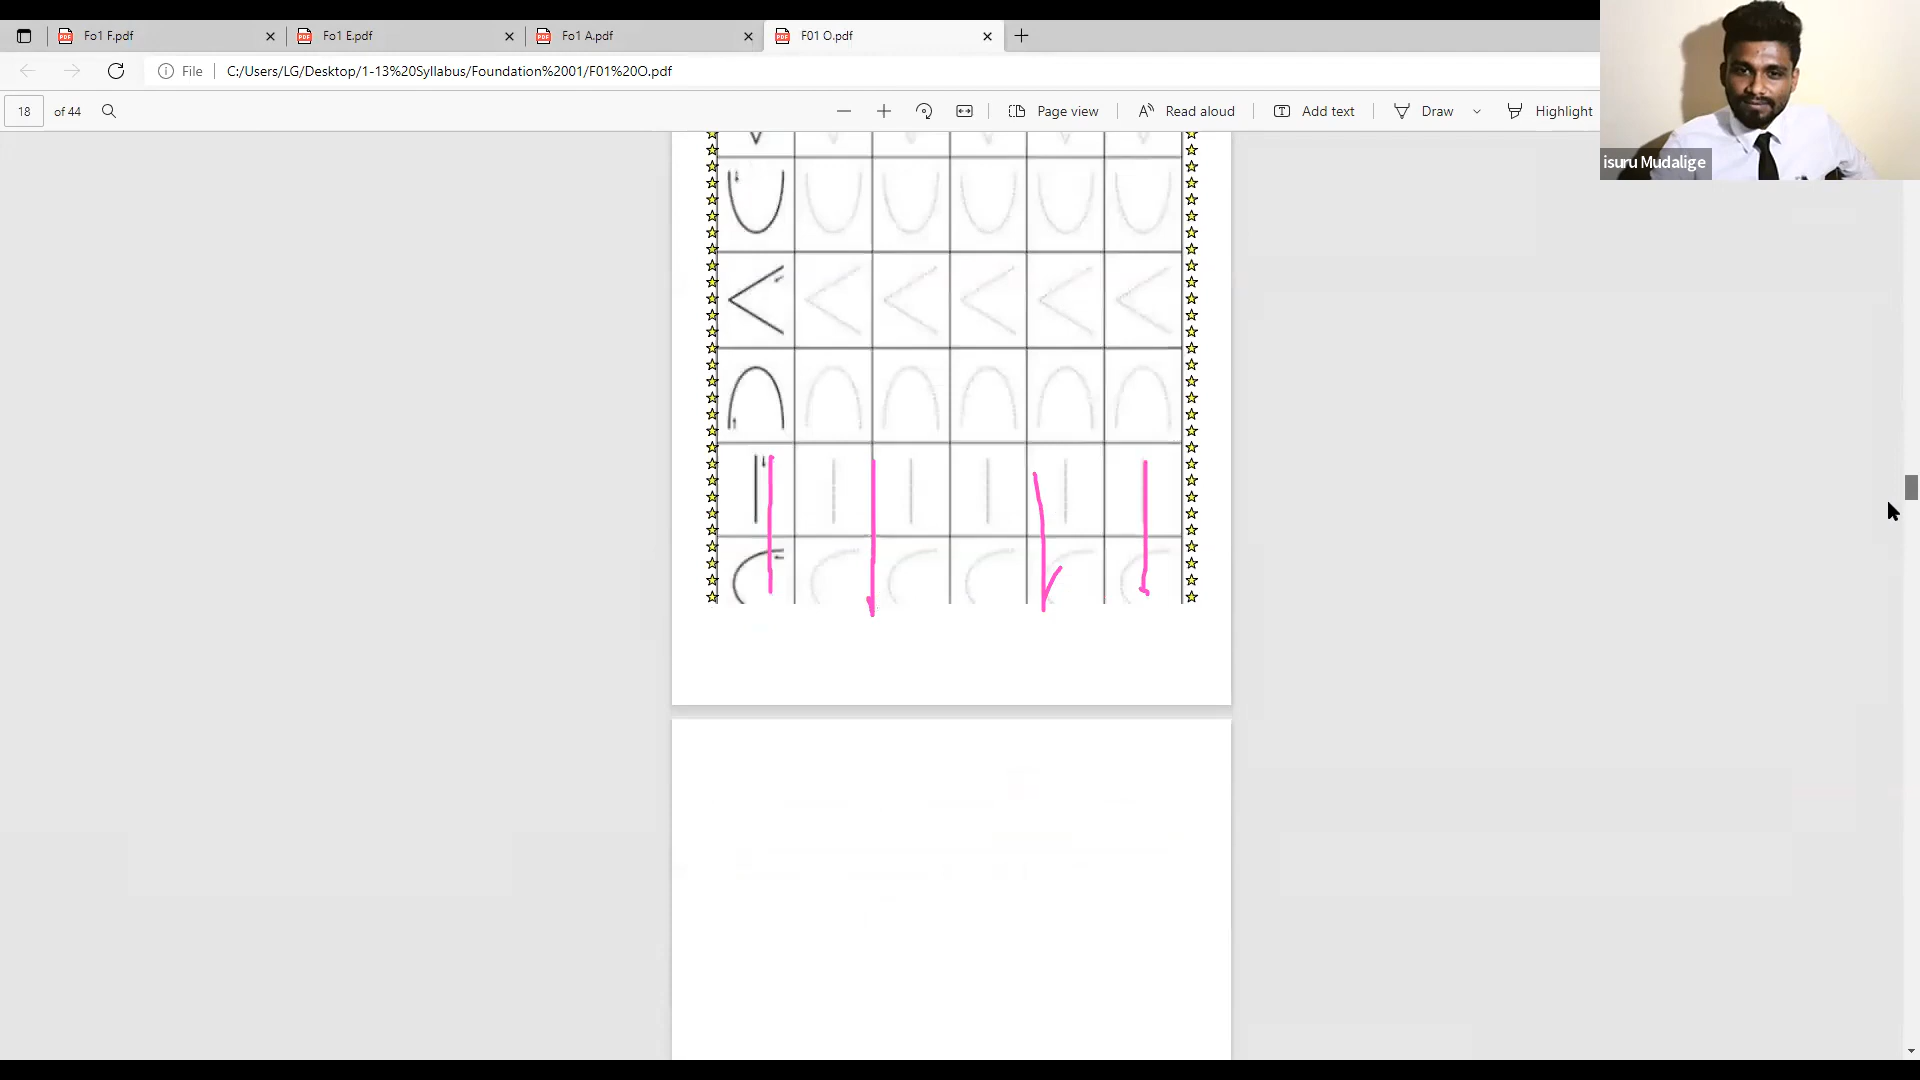 Fo1 F.pdf
Fo1 E.pdf
Fo1 A.pdf
F01 O.pdf
File
C:/Users/LG/Desktop/1-13%20Syllabus/Foundation%2001/F01%20O.pdf
18 of 44
Page view
Read aloud
Add text
Draw
Highlight
isuru Mudalige